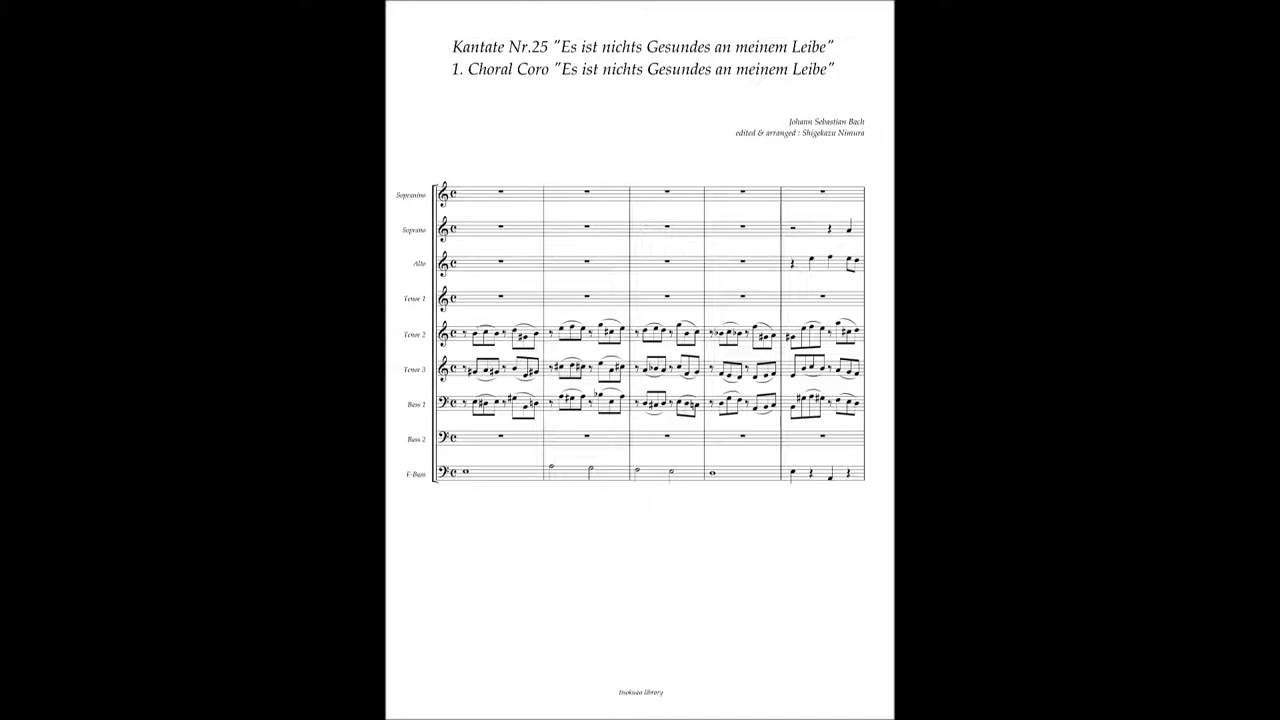 Kantate Nr.25 "Es ist nichts Gesundes an meinem Leibe"
1. Choral Coro "Es ist nichts Gesundes an meinem Leibe"
Johann Sebastian Bach
edited & arranged : Shigekazu Nimura
Sopranino
Soprano
Alto
Tenor 1
Tenor 2
Tenor 3
Bass 1
Bass 2
F-Bass
library